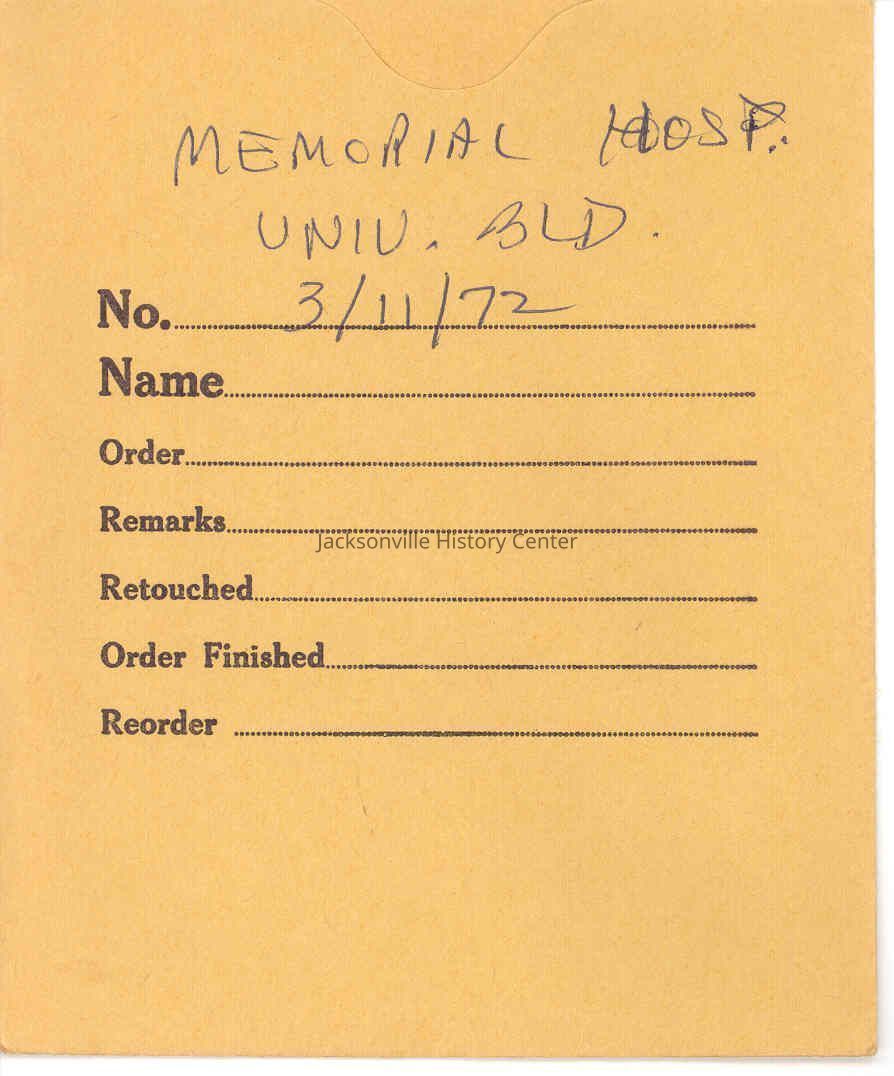 MEMORIAL HOSP.
UNIV. BLD.
No. 3/11/72
Name
Order
Remarks
Jacksonville History Center
Retouched
Order Finished
Reorder